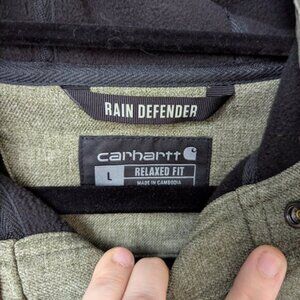 RAIN DEFENDER
carhartt
L RELAXED FIT
MADE IN CAMBODIA